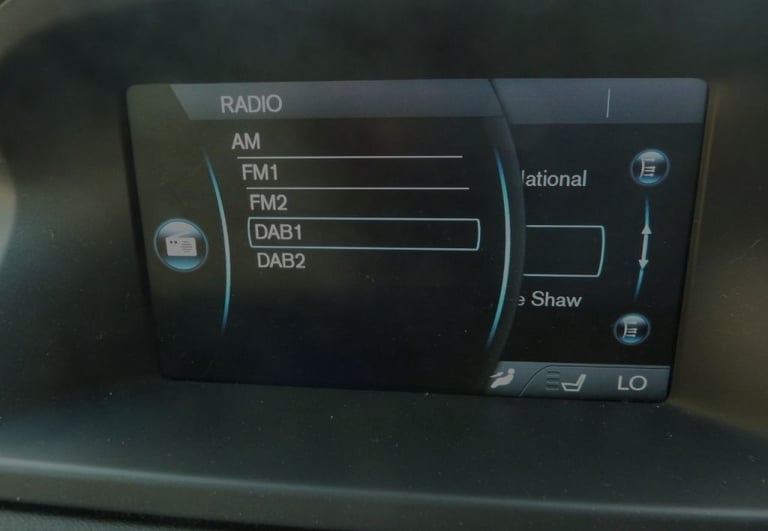 RADIO
AM
FM1
FM2
DAB1
DAB2
lational
e Shaw
LO